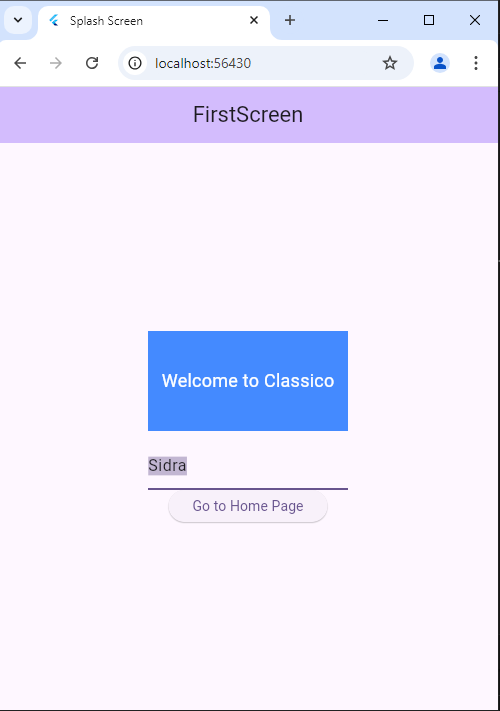 Splash Screen
localhost:56430
FirstScreen
Welcome to Classico
Sidra
Go to Home Page